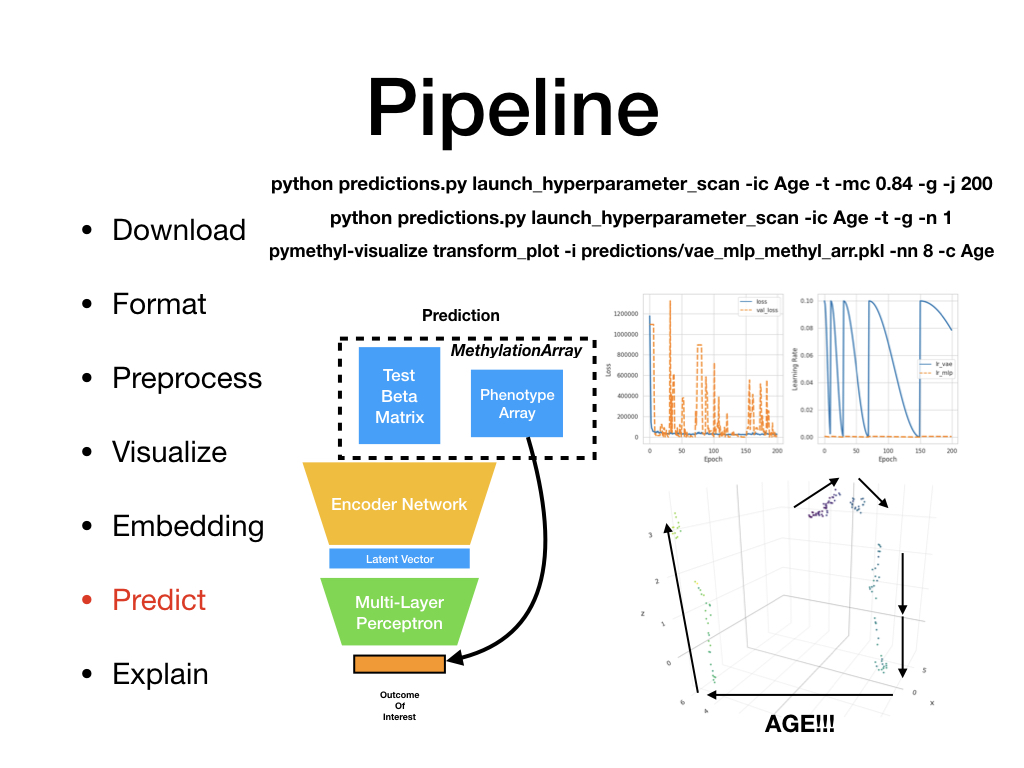 Pipeline
python predictions.py launch_hyperparameter_scan -ic Age -t -mc 0.84 -g -j 200
python predictions.py launch_hyperparameter_scan -ic Age -t -g -n 1
pymethyl-visualize transform_plot -i predictions/vae_mlp_methyl_arr.pkl -nn 8 -c Age
• Download
• Format
• Preprocess
• Visualize
• Embedding
• Predict
• Explain
Prediction
MethylationArray
Test
Beta
Matrix
Phenotype
Array
Encoder Network
Latent Vector
Multi-Layer
Perceptron
Outcome
Of
Interest
loss
val_loss
Loss
1200000
1000000
800000
600000
400000
200000
0
0 50 100 150 200
Epoch
lr_vae
lr_mlp
Learning Rate
0.10
0.08
0.06
0.04
0.02
0.00
0 50 100 150 200
Epoch
3
2
z
1
0
6
4
5
0
x
AGE!!!